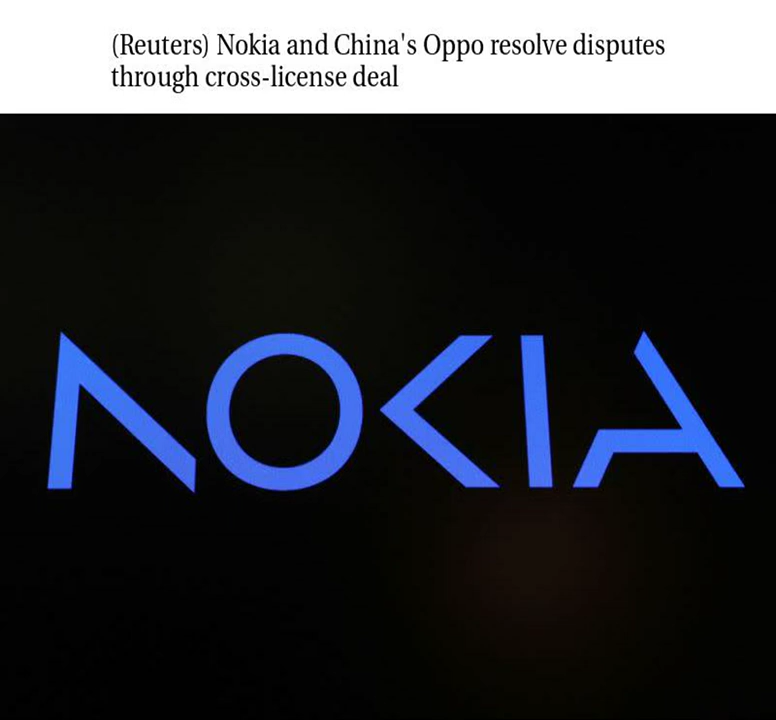 (Reuters) Nokia and China's Oppo resolve disputes
through cross-license deal
NOKIA